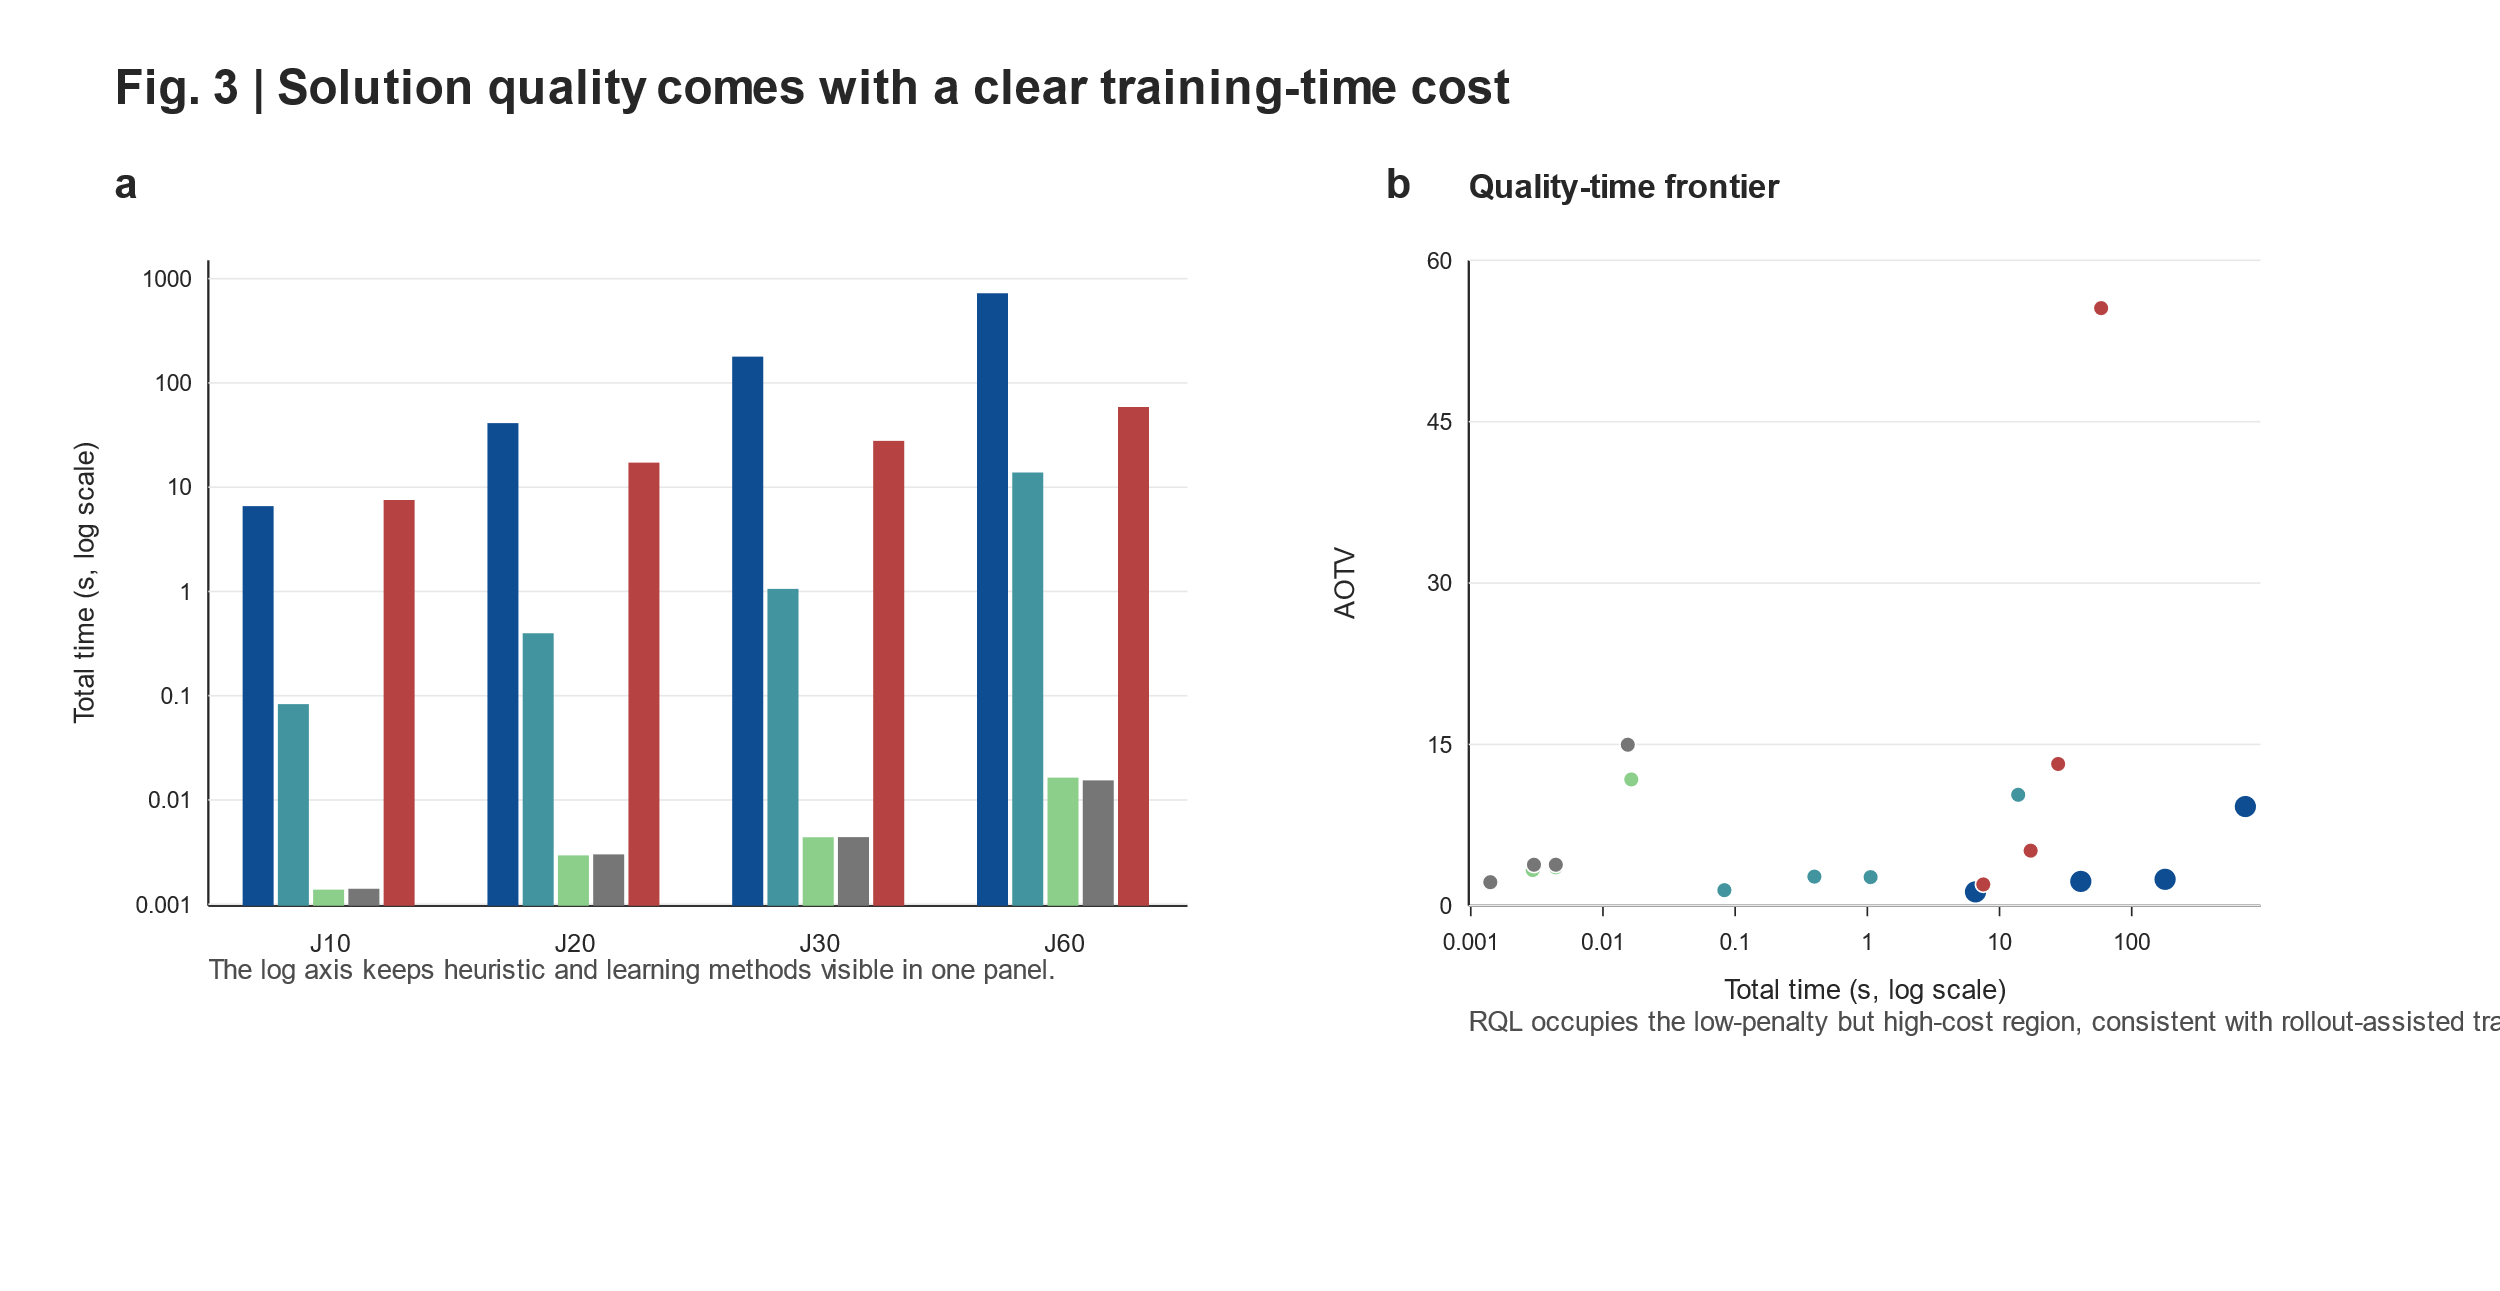 Fig. 3 | Solution quality comes with a clear training-time cost
a
1000
100
10
1
0.1
0.01
0.001
Total time (s, log scale)
J10 J20 J30 J60
The log axis keeps heuristic and learning methods visible in one panel.
b Quality-time frontier
60
45
30
15
0
AOTV
0.001 0.01 0.1 1 10 100
Total time (s, log scale)
RQL occupies the low-penalty but high-cost region, consistent with rollout-assisted tra